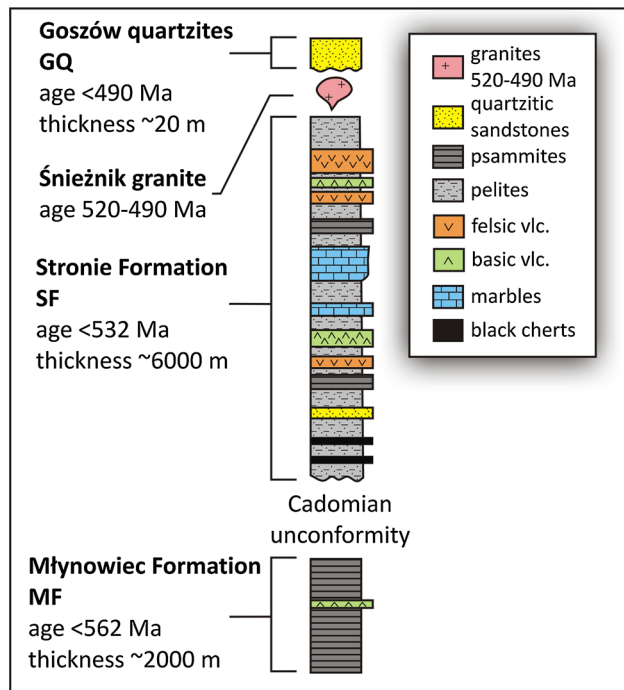 Goszów quartzites
GQ
age <490 Ma
thickness ~20 m
Śnieżnik granite
age 520-490 Ma
Stronie Formation
SF
age <532 Ma
thickness ~6000 m
Cadomian
unconformity
Młynowiec Formation
MF
age <562 Ma
thickness ~2000 m
granites
520-490 Ma
quartzitic
sandstones
psammites
pelites
felsic vlc.
basic vlc.
marbles
black cherts